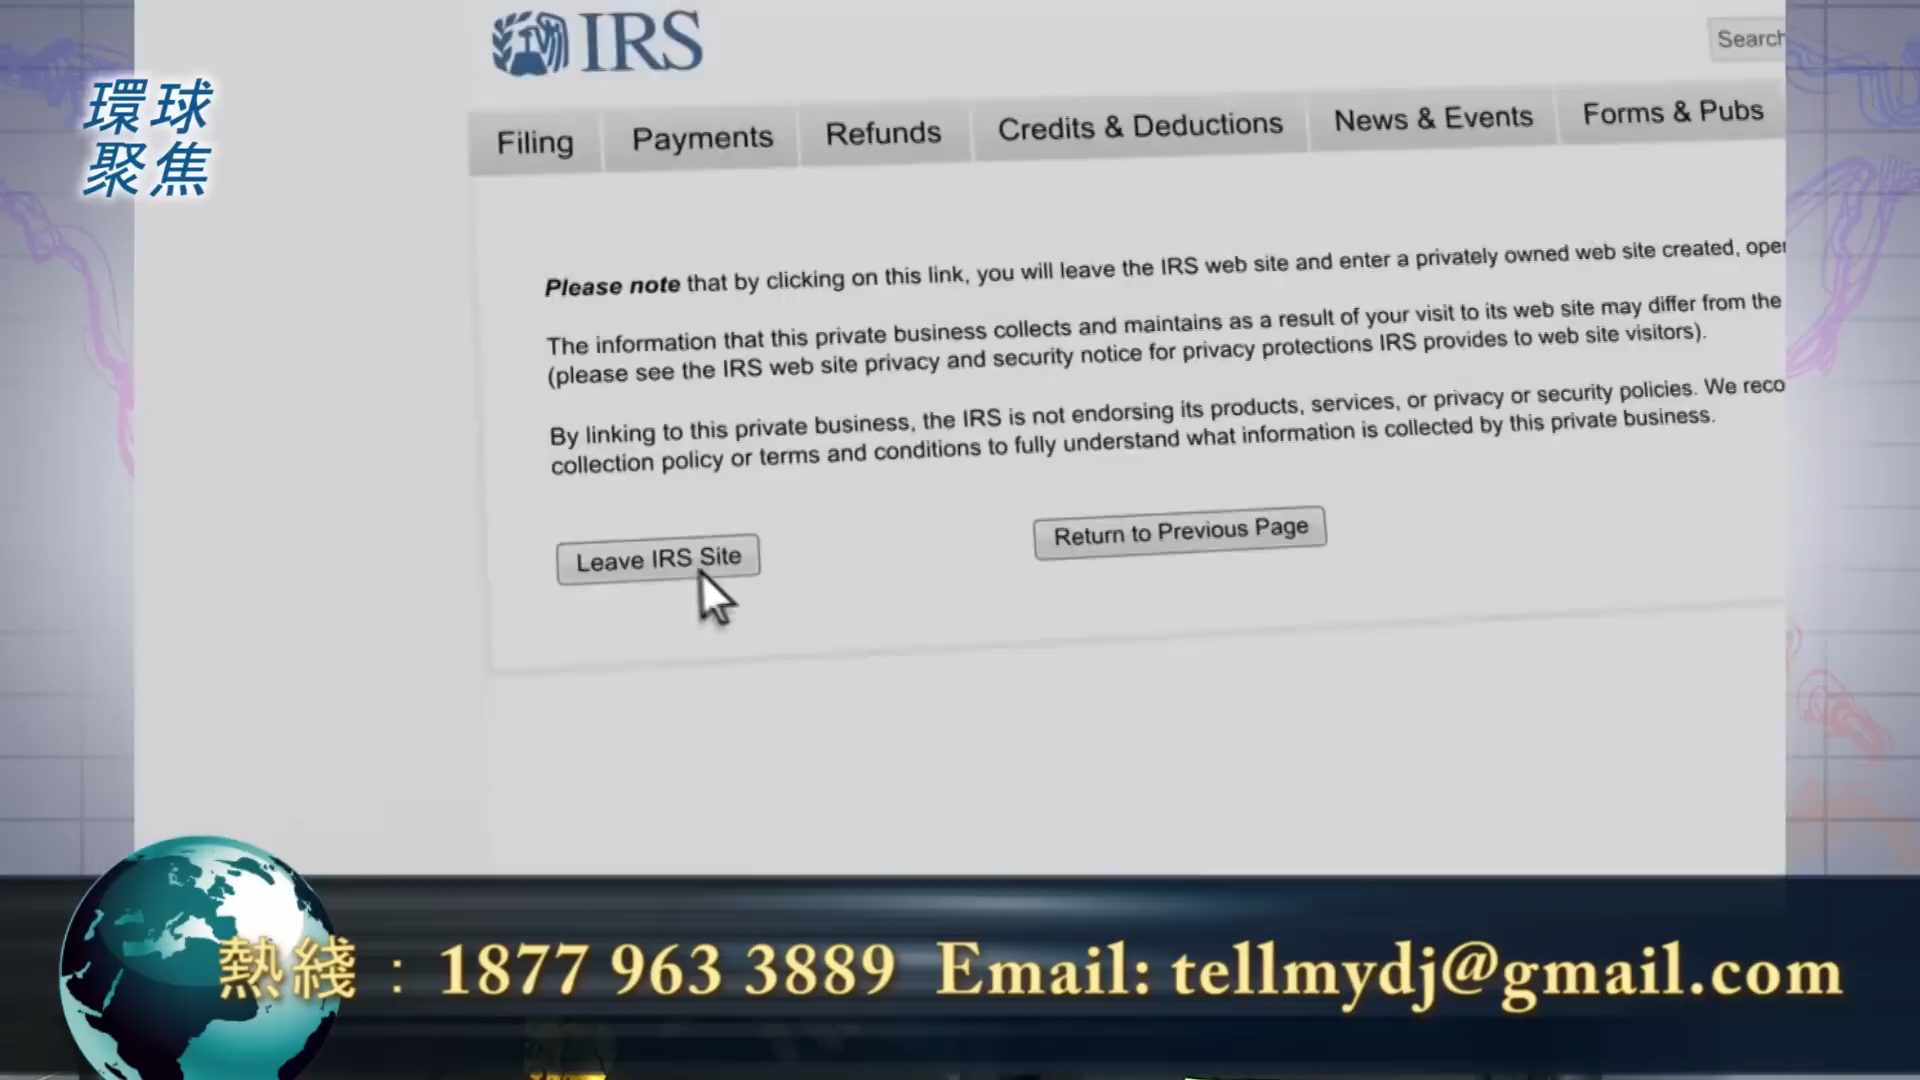 環球
聚焦
IRS
Search
Filing Payments Refunds Credits & Deductions News & Events Forms & Pubs
Please note that by clicking on this link, you will leave the IRS web site and enter a privately owned web site created, oper
The information that this private business collects and maintains as a result of your visit to its web site may differ from the
(please see the IRS web site privacy and security notice for privacy protections IRS provides to web site visitors).
By linking to this private business, the IRS is not endorsing its products, services, or privacy or security policies. We reco
collection policy or terms and conditions to fully understand what information is collected by this private business.
Leave IRS Site Return to Previous Page
熱綫 : 1877 963 3889 Email: tellmydj@gmail.com